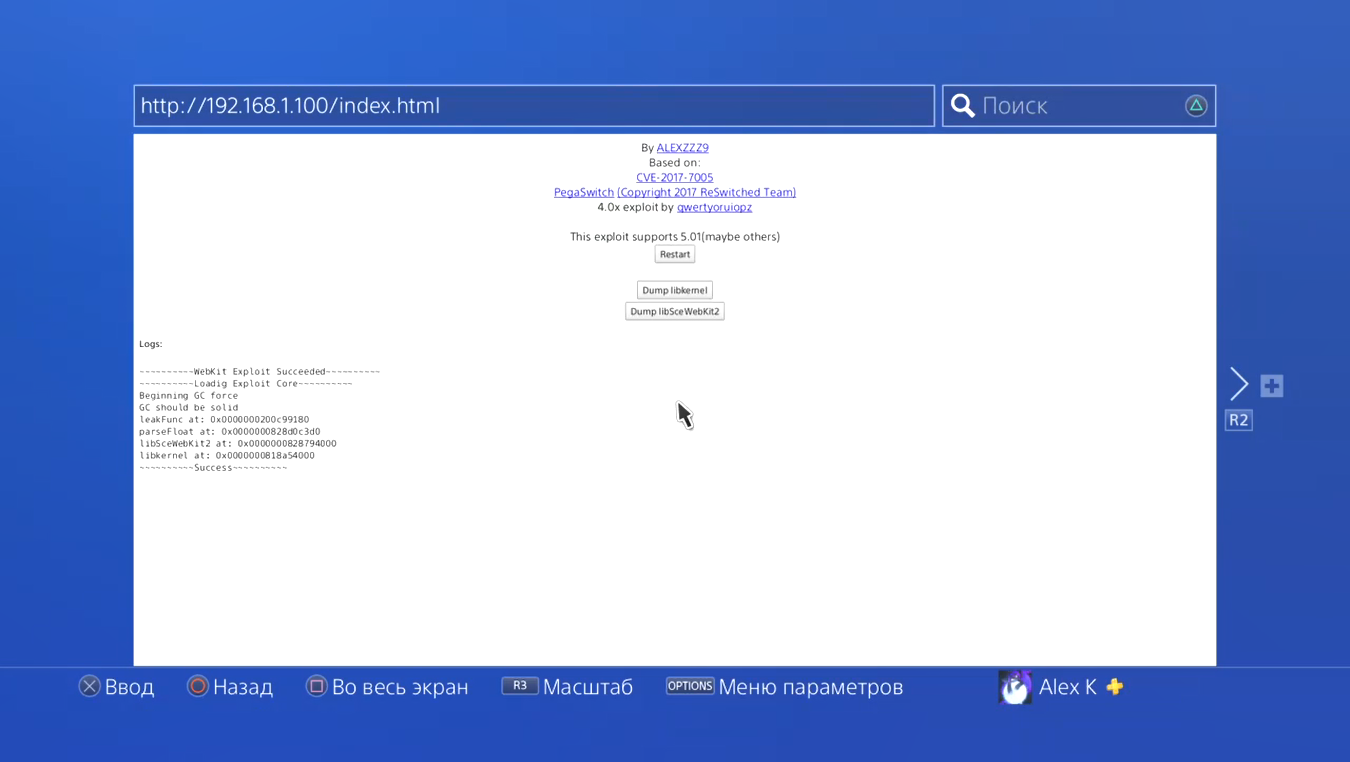 http://192.168.1.100/index.html
Поиск
By ALEXZZZ9
Based on:
CVE-2017-7005
PegaSwitch (Copyright 2017 ReSwitched Team)
4.0x exploit by qwertyoruiopz
This exploit supports 5.01(maybe others)
Restart
Dump libkernel
Dump libSceWebKit2
Logs:
~~~~~~~~~~WebKit Exploit Succeeded~~~~~~~~~~
~~~~~~~~~~Loadig Exploit Core~~~~~~~~~~
Beginning GC force
GC should be solid
leakFunc at: 0x0000000200c99180
parseFloat at: 0x0000000828d0c3d0
libSceWebKit2 at: 0x0000000828794000
libkernel at: 0x0000000818a54000
~~~~~~~~~~Success~~~~~~~~~~
R2
Ввод Назад Во весь экран R3 Масштаб OPTIONS Меню параметров Alex K